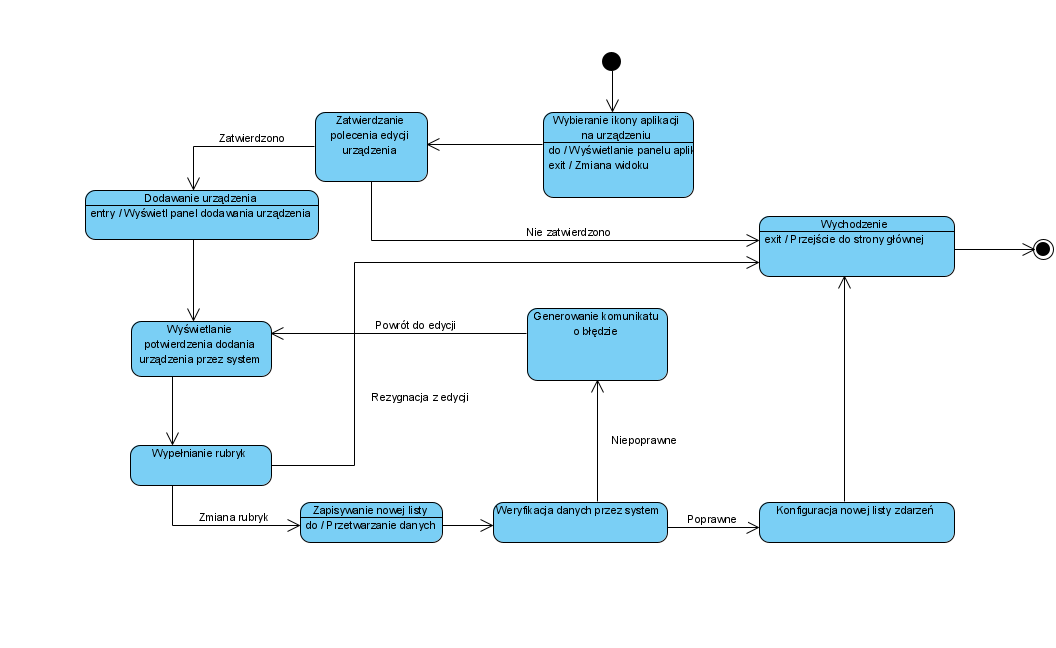 Zatwierdzanie
polecenia edycji
urządzenia
Wybieranie ikony aplikacji
na urządzeniu
do / Wyświetlanie panelu aplik
exit / Zmiana widoku
Zatwierdzono
Dodawanie urządzenia
entry / Wyświetl panel dodawania urządzenia
Nie zatwierdzono
Wychodzenie
exit / Przejście do strony głównej
Wyświetlanie
potwierdzenia dodania
urządzenia przez system
Powrót do edycji
Generowanie komunikatu
o błędzie
Rezygnacja z edycji
Niepoprawne
Wypełnianie rubryk
Zmiana rubryk
Zapisywanie nowej listy
do / Przetwarzanie danych
Weryfikacja danych przez system
Poprawne
Konfiguracja nowej listy zdarzeń